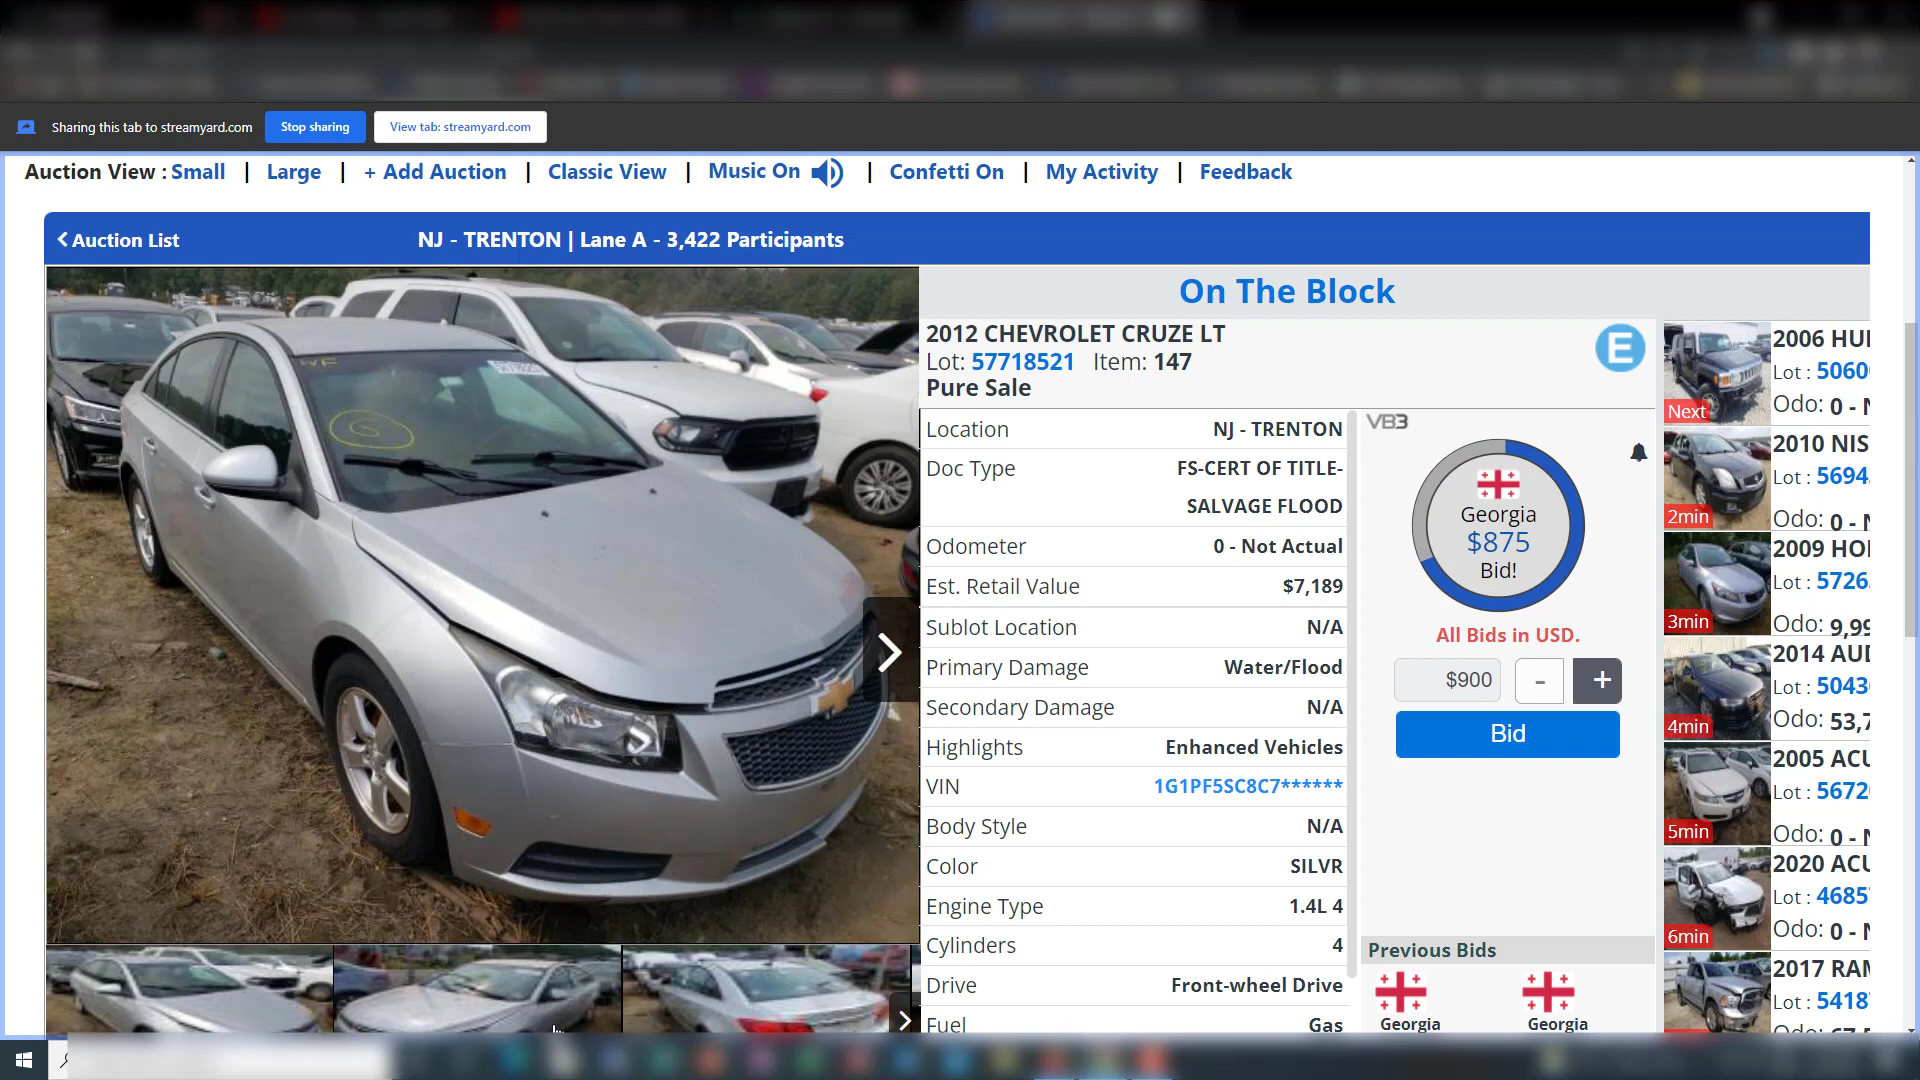 Sharing this tab to streamyard.com
Stop sharing
View tab: streamyard.com
Auction View : Small | Large | + Add Auction | Classic View | Music On | Confetti On | My Activity | Feedback
Auction List
NJ - TRENTON | Lane A - 3,422 Participants
On The Block
2012 CHEVROLET CRUZE LT
Lot: 57718521 Item: 147
Pure Sale
E
Location NJ - TRENTON
Doc Type FS-CERT OF TITLE-
SALVAGE FLOOD
Odometer 0 - Not Actual
Est. Retail Value $7,189
Sublot Location N/A
Primary Damage Water/Flood
Secondary Damage N/A
Highlights Enhanced Vehicles
VIN 1G1PF5SC8C7******
Body Style N/A
Color SILVR
Engine Type 1.4L 4
Cylinders 4
Drive Front-wheel Drive
Fuel Gas
VB3
Georgia
$875
Bid!
All Bids in USD.
$900 - +
Bid
Previous Bids
Georgia Georgia
2006 HU
Lot : 5060
Odo: 0 - N
Next
2010 NIS
Lot : 5694
Odo: 0 - N
2min
2009 HO
Lot : 5726
Odo: 9,99
3min
2014 AUD
Lot : 5043
Odo: 53,7
4min
2005 ACU
Lot : 5672
Odo: 0 - N
5min
2020 ACU
Lot : 4685
Odo: 0 - N
6min
2017 RAM
Lot : 5418